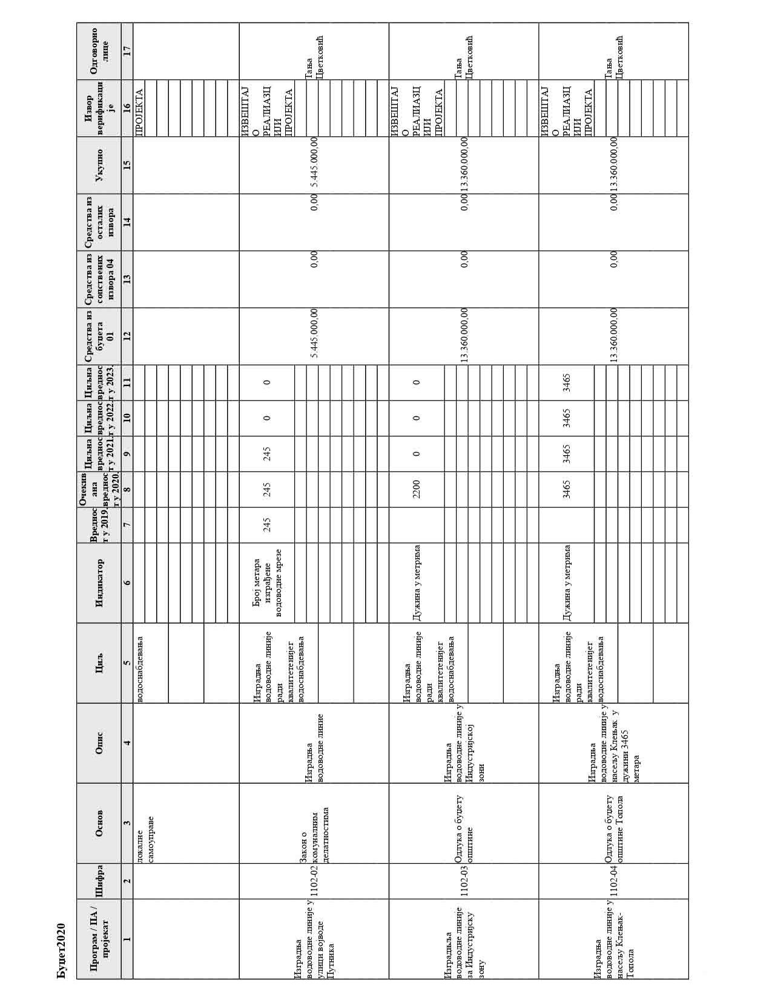 Буџет2020
Програм / ПА /
пројекат
Шифра
Основ
Опис
Циљ
Индикатор
Вреднос
т у 2019.
Очекив
ана
вреднос
т у 2020.
Циљна
вреднос
т у 2021.
Циљна
вреднос
т у 2022.
Циљна
вреднос
т у 2023.
Средства из
буџета
01
Средства из
сопствених
извора 04
Средства из
осталих
извора
Укупно
Извор
верификаци
је
Одговорно
лице
1 2 3 4 5 6 7 8 9 10 11 12 13 14 15 16 17
локалне
самоуправе
водоснабдевања
ПРОЈЕКТА
Изградња
водоводне линије у
улици војводе
Путника
1102-02
Закон о
комуналним
делатностима
Изградња
водоводне линие
Изградња
водоводне линије
ради
квалитетенијег
водоснабдевања
Број метара
изграђене
водоводне мрезе
245 245 245 0 0
5.445.000,00 0,00 0,00 5.445.000,00
ИЗВЕШТАЈ
О
РЕАЛИАЗЦ
ИЈИ
ПРОЈЕКТА
Тања
Цветковић
Изградњља
водоводне линије
за Индустријску
зону
1102-03
Одлука о буџету
општине
Изградња
водоводне линије у
Индустријској
зони
Изградња
водоводне линије
ради
квалитетенијег
водоснабдевања
Дужина у метрима
2200 0 0 0
13.360.000,00 0,00 0,00 13.360.000,00
ИЗВЕШТАЈ
О
РЕАЛИАЗЦ
ИЈИ
ПРОЈЕКТА
Тања
Цветковић
Изградња
водоводне линије у
насељу Клењак-
Топола
1102-04
Одлука о буџету
општине Топола
Изградња
водоводне линије у
насељу Клењак у
дужини 3465
метара
Изградња
водоводне линије
ради
квалитетенијег
водоснабдевања
Дужина у метрима
3465 3465 3465 3465
13.360.000,00 0,00 0,00 13.360.000,00
ИЗВЕШТАЈ
О
РЕАЛИАЗЦ
ИЈИ
ПРОЈЕКТА
Тања
Цветковић